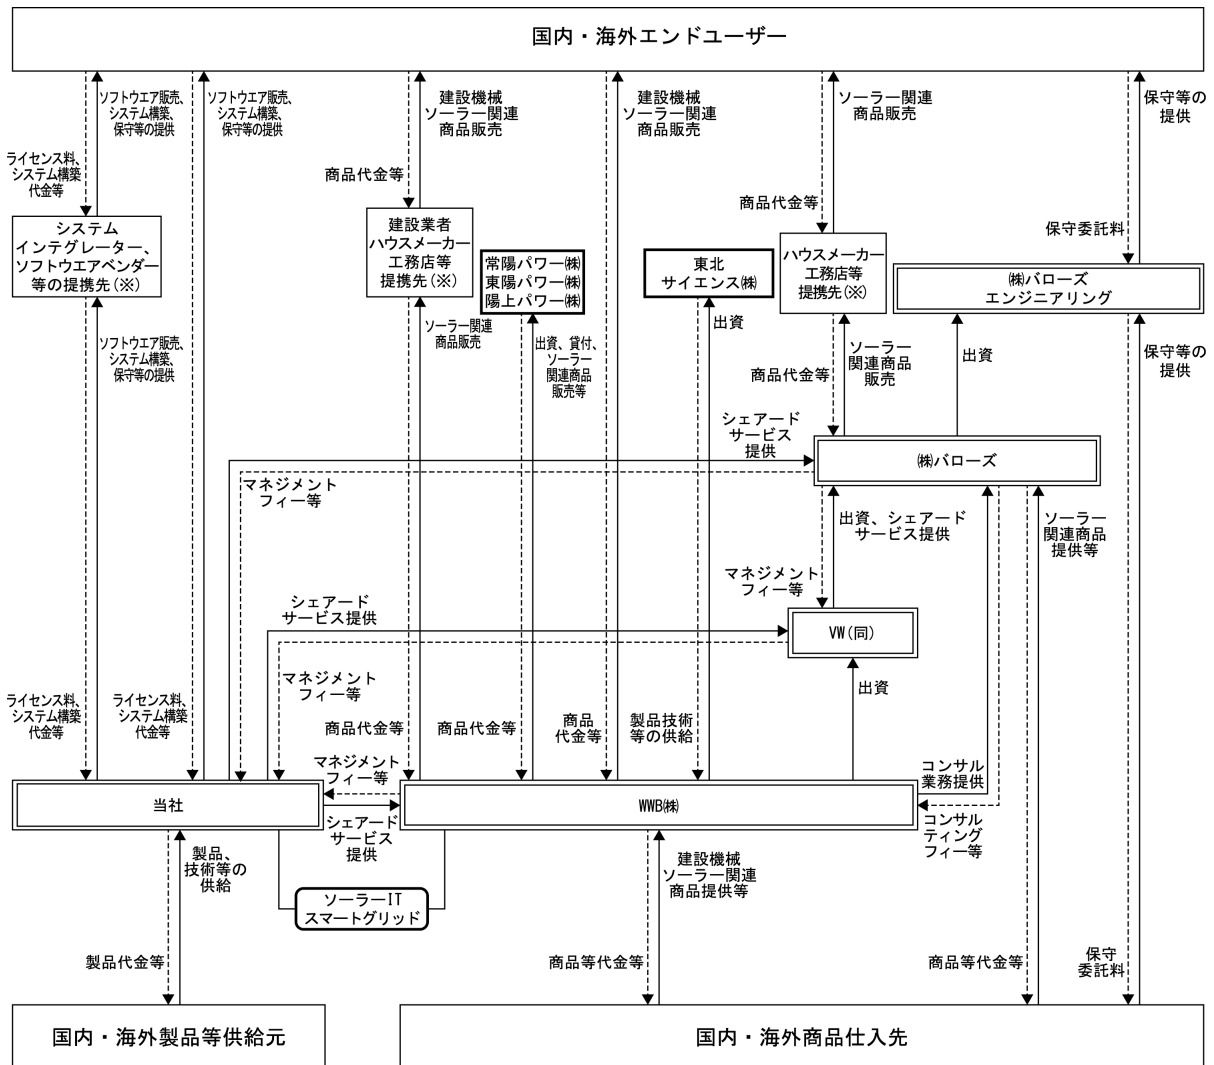 国内・海外エンドユーザー
ソフトウエア販売、
システム構築、
保守等の提供
ソフトウエア販売、
システム構築、
保守等の提供
建設機械
ソーラー関連
商品販売
建設機械
ソーラー関連
商品販売
ソーラー関連
商品販売
保守等の
提供
ライセンス料、
システム構築
代金等
商品代金等
商品代金等
保守委託料
システム
インテグレーター、
ソフトウエアベンダー
等の提携先(※)
建設業者
ハウスメーカー
工務店等
提携先(※)
常陽パワー㈱
東陽パワー㈱
陽上パワー㈱
東北
サイエンス㈱
ハウスメーカー
工務店等
提携先(※)
㈱バローズ
エンジニアリング
ソフトウエア販売、
システム構築、
保守等の提供
ソーラー関連
商品販売
出資、貸付、
ソーラー
関連商品
販売等
出資
商品代金等
ソーラー
関連商品
販売
出資
保守等の
提供
シェアード
サービス
提供
㈱バローズ
マネジメント
フィー等
出資、シェアード
サービス提供
ソーラー
関連商品
提供等
マネジメント
フィー等
シェアード
サービス提供
VW(同)
マネジメント
フィー等
出資
ライセンス料、
システム構築
代金等
ライセンス料、
システム構築
代金等
商品代金等
商品代金等
商品
代金等
製品技術
等の供給
マネジメント
フィー等
コンサル
業務提供
当社
WWB㈱
シェアード
サービス
提供
コンサル
ティング
フィー等
製品、
技術等の
供給
建設機械
ソーラー関連
商品提供等
ソーラーIT
スマートグリッド
製品代金等
商品等代金等
商品等代金等
保守
委託料
国内・海外製品等供給元
国内・海外商品仕入先